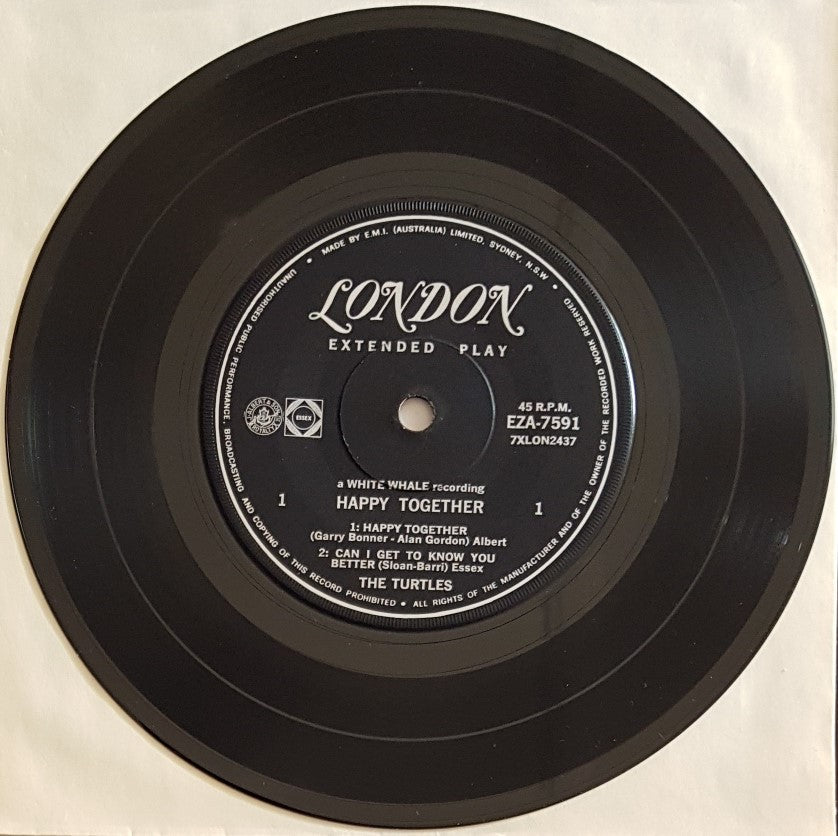 • MADE BY E.M.I. (AUSTRALIA) LIMITED, SYDNEY, N.S.W. •
LONDON
EXTENDED PLAY
ESSEX
45 R.P.M.
EZA-7591
7XLON2437
a WHITE WHALE recording
1 HAPPY TOGETHER 1
1: HAPPY TOGETHER
(Garry Bonner - Alan Gordon) Albert
2: CAN I GET TO KNOW YOU
BETTER (Sloan-Barri) Essex
THE TURTLES
UNAUTHORISED PUBLIC PERFORMANCE, BROADCASTING AND COPYING OF THIS RECORD PROHIBITED • ALL RIGHTS OF THE MANUFACTURER AND OF THE OWNER OF THE RECORDED WORK RESERVED